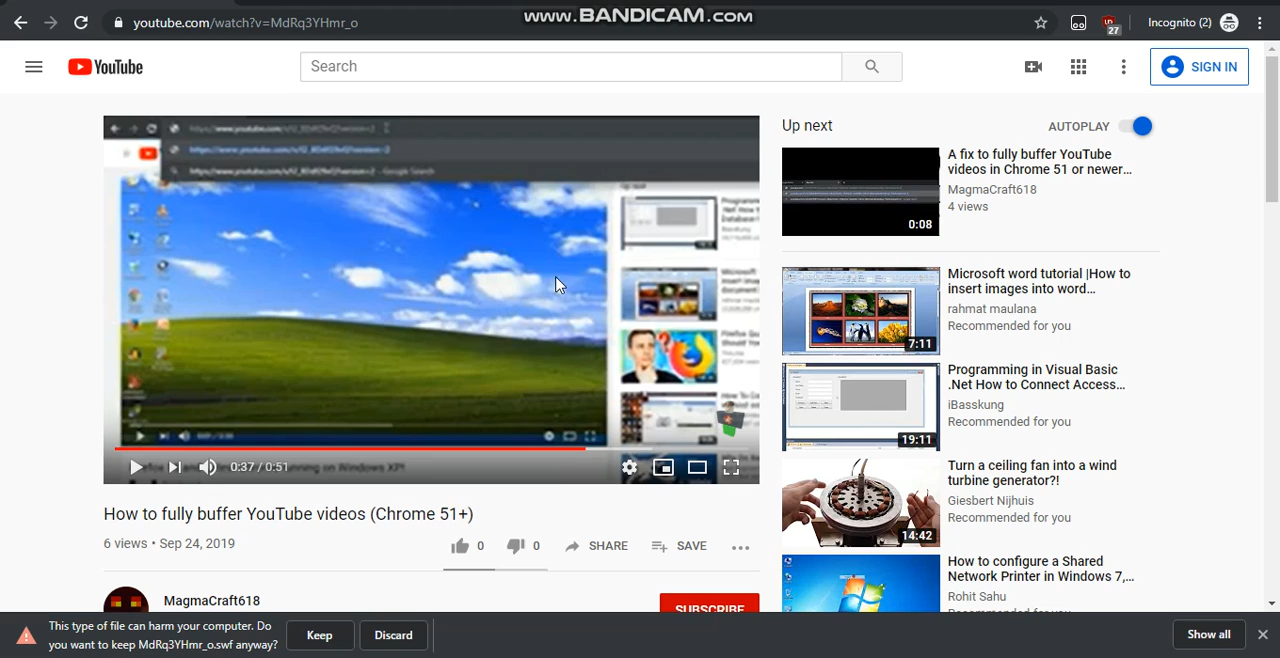 youtube.com/watch?v=MdRq3YHmr_o
www.BANDICAM.com
27
Incognito (2)
YouTube
Search
SIGN IN
Google Search
0:37 / 0:51
How to fully buffer YouTube videos (Chrome 51+)
6 views • Sep 24, 2019
0
0
SHARE
SAVE
MagmaCraft618
SUBSCRIBE
Up next
AUTOPLAY
A fix to fully buffer YouTube
videos in Chrome 51 or newer...
MagmaCraft618
4 views
0:08
Microsoft word tutorial |How to
insert images into word...
rahmat maulana
Recommended for you
7:11
Programming in Visual Basic
.Net How to Connect Access...
iBasskung
Recommended for you
19:11
Turn a ceiling fan into a wind
turbine generator?!
Giesbert Nijhuis
Recommended for you
14:42
How to configure a Shared
Network Printer in Windows 7,...
Rohit Sahu
Recommended for you
This type of file can harm your computer. Do
you want to keep MdRq3YHmr_o.swf anyway?
Keep
Discard
Show all